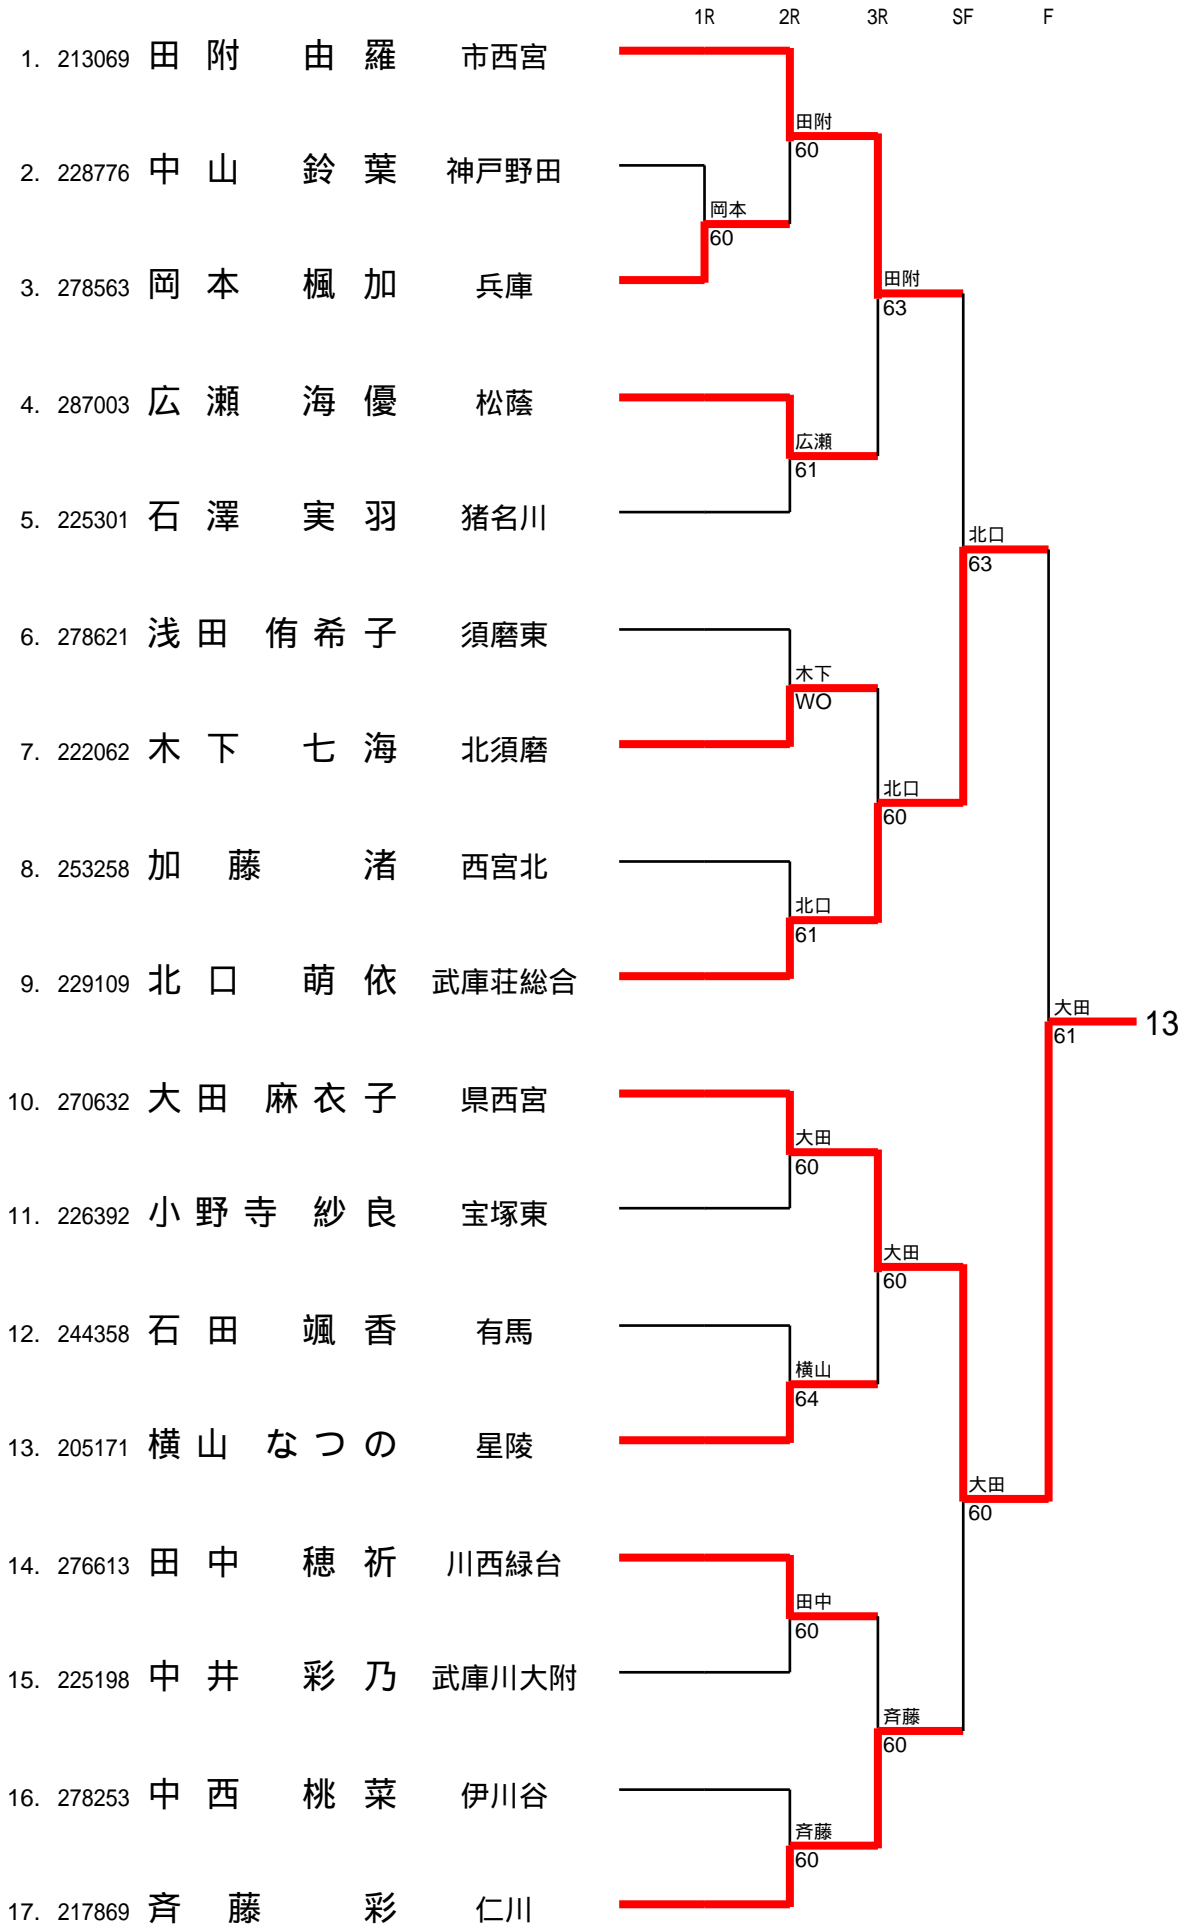 1R 2R 3R SF F
1. 213069 田附 由羅 市西宮
田附
60
2. 228776 中山 鈴葉 神戸野田
岡本
60
3. 278563 岡本 楓加 兵庫
田附
63
4. 287003 広瀬 海優 松蔭
広瀬
61
5. 225301 石澤 実羽 猪名川
北口
63
6. 278621 浅田 侑希子 須磨東
木下
WO
7. 222062 木下 七海 北須磨
北口
60
8. 253258 加藤 渚 西宮北
北口
61
9. 229109 北口 萌依 武庫荘総合
大田
61
13
10. 270632 大田 麻衣子 県西宮
大田
60
11. 226392 小野寺 紗良 宝塚東
大田
60
12. 244358 石田 颯香 有馬
横山
64
13. 205171 横山 なつの 星陵
大田
60
14. 276613 田中 穂祈 川西緑台
田中
60
15. 225198 中井 彩乃 武庫川大附
斉藤
60
16. 278253 中西 桃菜 伊川谷
斉藤
60
17. 217869 斉藤 彩 仁川